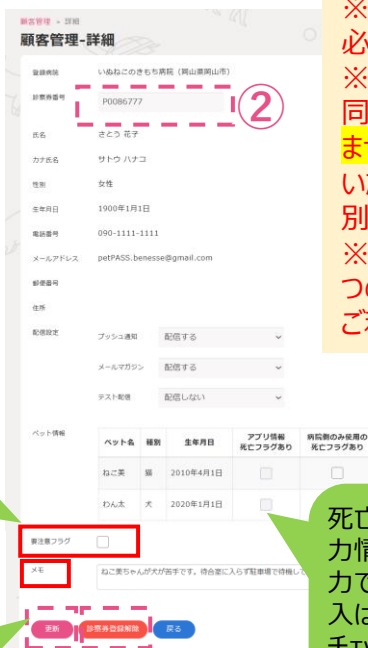 顧客管理 > 詳細
顧客管理-詳細
登録病院 いぬねこのきもち病院 (岡山県岡山市)
診察券番号 P0086777
②
氏名 さとう 花子
カナ氏名 サトウ ハナコ
性別 女性
生年月日 1900年1月1日
電話番号 090-1111-1111
メールアドレス petPASS.benesse@gmail.com
郵便番号
住所
配信設定 プッシュ通知 配信する
メールマガジン 配信する
テスト配信 配信しない
ペット情報
ペット名 種別 生年月日 アプリ情報 死亡フラグあり 病院側のみ使用の 死亡フラグあり
ねこ美 猫 2010年4月1日
わん太 犬 2020年1月1日
要注意フラグ
メモ ねこ美ちゃんが犬が苦手です。待合室に入らず駐車場で待機し
更新 診察券登録解除 戻る
※
必
※
同
ませ
い
別
※
つの
ご
死亡
力情
力で
入は
チェッ